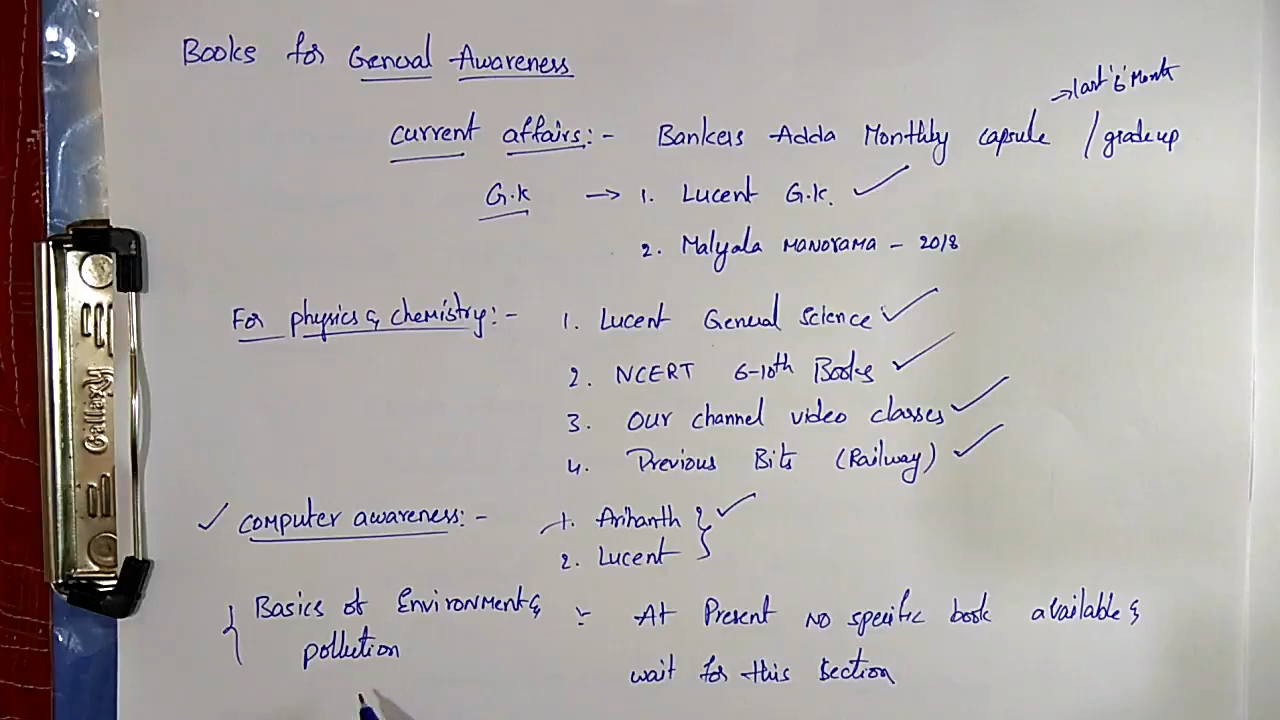 Books for General Awareness
→ last '6' Month
current affairs:- Bankers Adda Monthly capsule / gradeup
G.K → 1. Lucent G.K.
2. Malyala MANORAMA - 2018
For physics & chemistry:- 1. Lucent General Science
2. NCERT 6-10th Books
3. Our channel video classes
4. Previous Bits (Railway)
computer awareness:- 1. Arihanth
2. Lucent
Basics of Environment & :- At Present no specific book available &
pollution wait for this section
Gallaxy